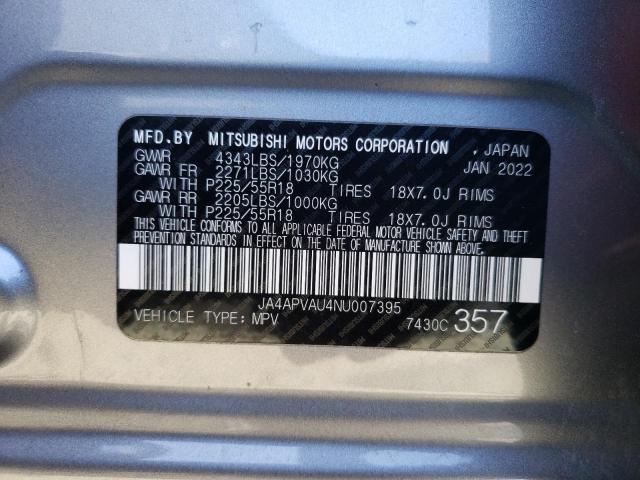 MFD.BY MITSUBISHI MOTORS CORPORATION , JAPAN
GVWR 4343LBS/1970KG JAN 2022
GAWR FR 2271LBS/1030KG
WITH P225/55R18 TIRES 18X7.0J RIMS
GAWR RR 2205LBS/1000KG
WITH P225/55R18 TIRES 18X7.0J RIMS
THIS VEHICLE CONFORMS TO ALL APPLICABLE FEDERAL MOTOR VEHICLE SAFETY AND THEFT
PREVENTION STANDARDS IN EFFECT ON THE DATE OF MANUFACTURE SHOWN ABOVE.
JA4APVAU4NU007395
VEHICLE TYPE: MPV 7430C 357